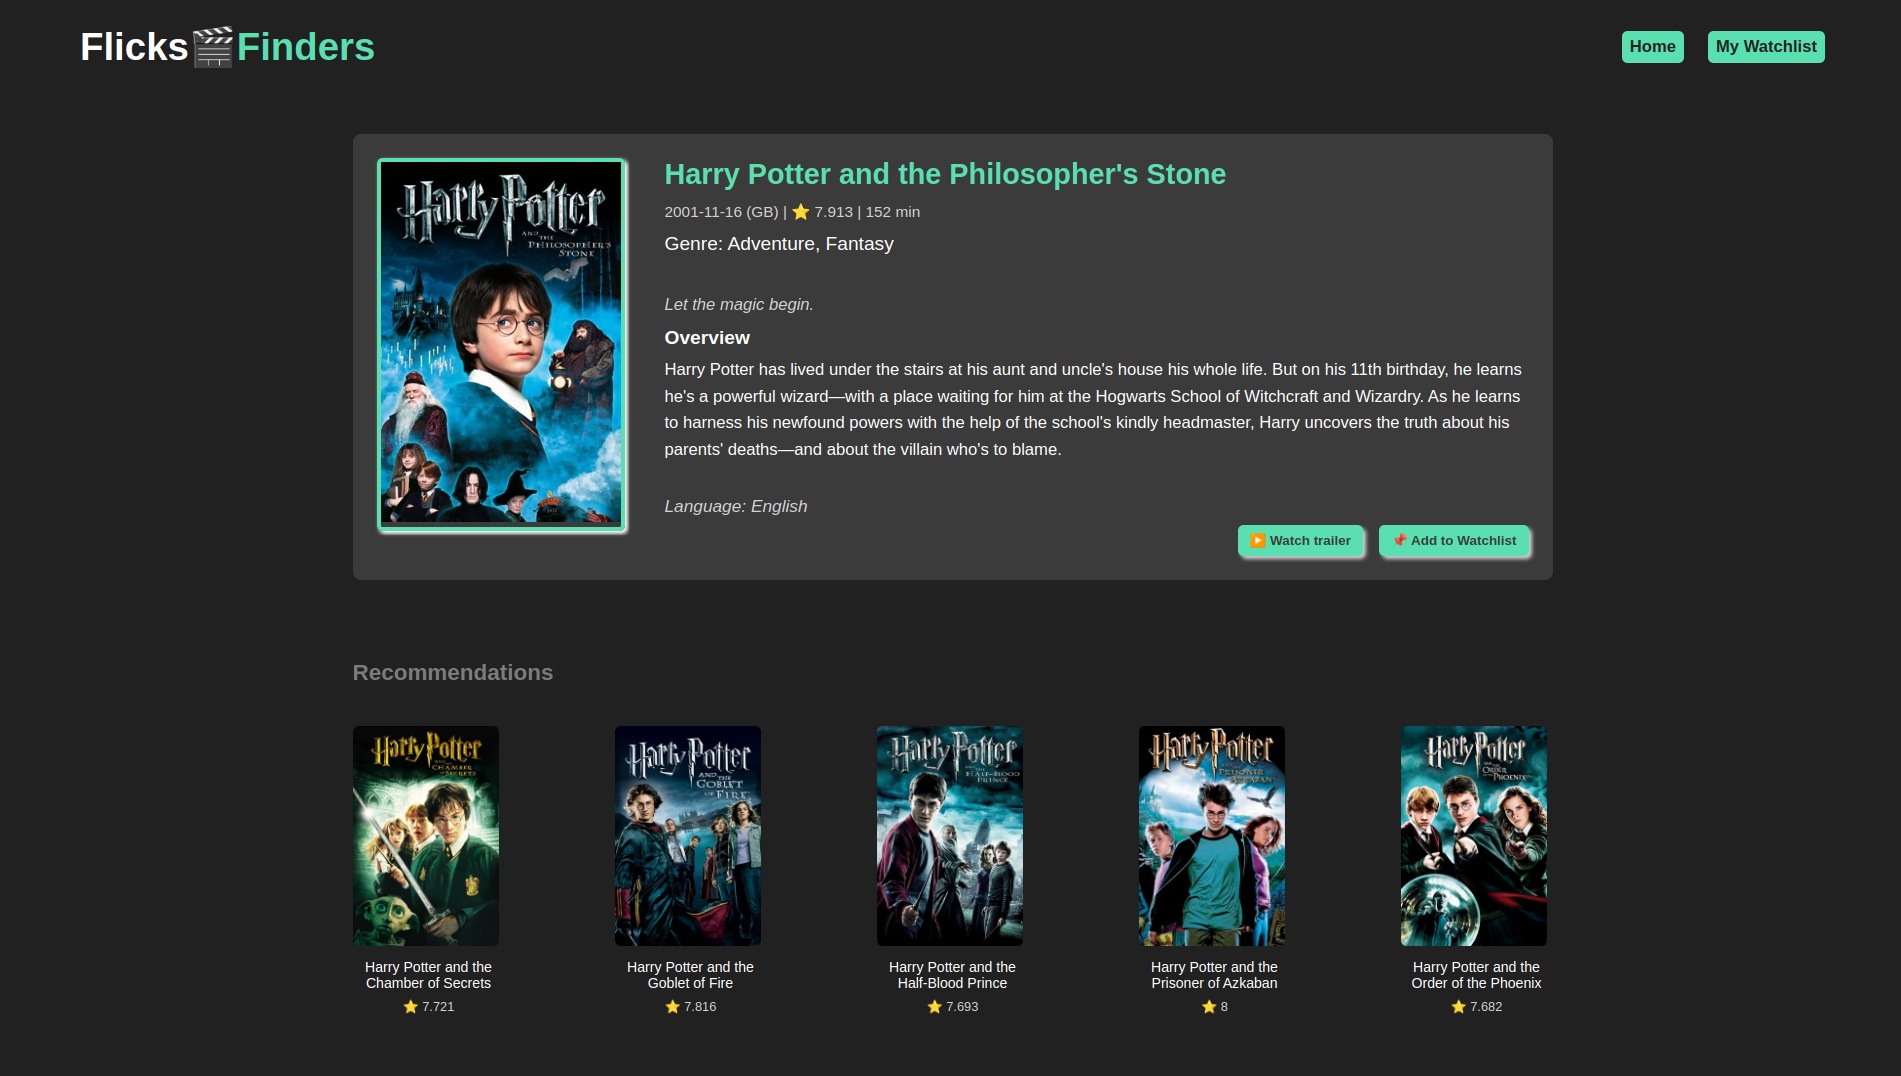 Flicks🎬Finders
Home
My Watchlist
Harry Potter
AND THE
PHILOSOPHER'S
STONE
Harry Potter and the Philosopher's Stone
2001-11-16 (GB) | ⭐ 7.913 | 152 min
Genre: Adventure, Fantasy
Let the magic begin.
Overview
Harry Potter has lived under the stairs at his aunt and uncle's house his whole life. But on his 11th birthday, he learns
he's a powerful wizard—with a place waiting for him at the Hogwarts School of Witchcraft and Wizardry. As he learns
to harness his newfound powers with the help of the school's kindly headmaster, Harry uncovers the truth about his
parents' deaths—and about the villain who's to blame.
Language: English
▶️ Watch trailer
📌 Add to Watchlist
Recommendations
Harry Potter
AND THE
CHAMBER
OF SECRETS
Harry Potter and the
Chamber of Secrets
⭐ 7.721
Harry Potter
AND THE
GOBLET
OF FIRE
Harry Potter and the
Goblet of Fire
⭐ 7.816
Harry Potter
AND THE
HALF-BLOOD
PRINCE
Harry Potter and the
Half-Blood Prince
⭐ 7.693
Harry Potter
PRISONER
AZKABAN
Harry Potter and the
Prisoner of Azkaban
⭐ 8
Harry Potter
AND THE
ORDER
OF THE PHOENIX
Harry Potter and the
Order of the Phoenix
⭐ 7.682